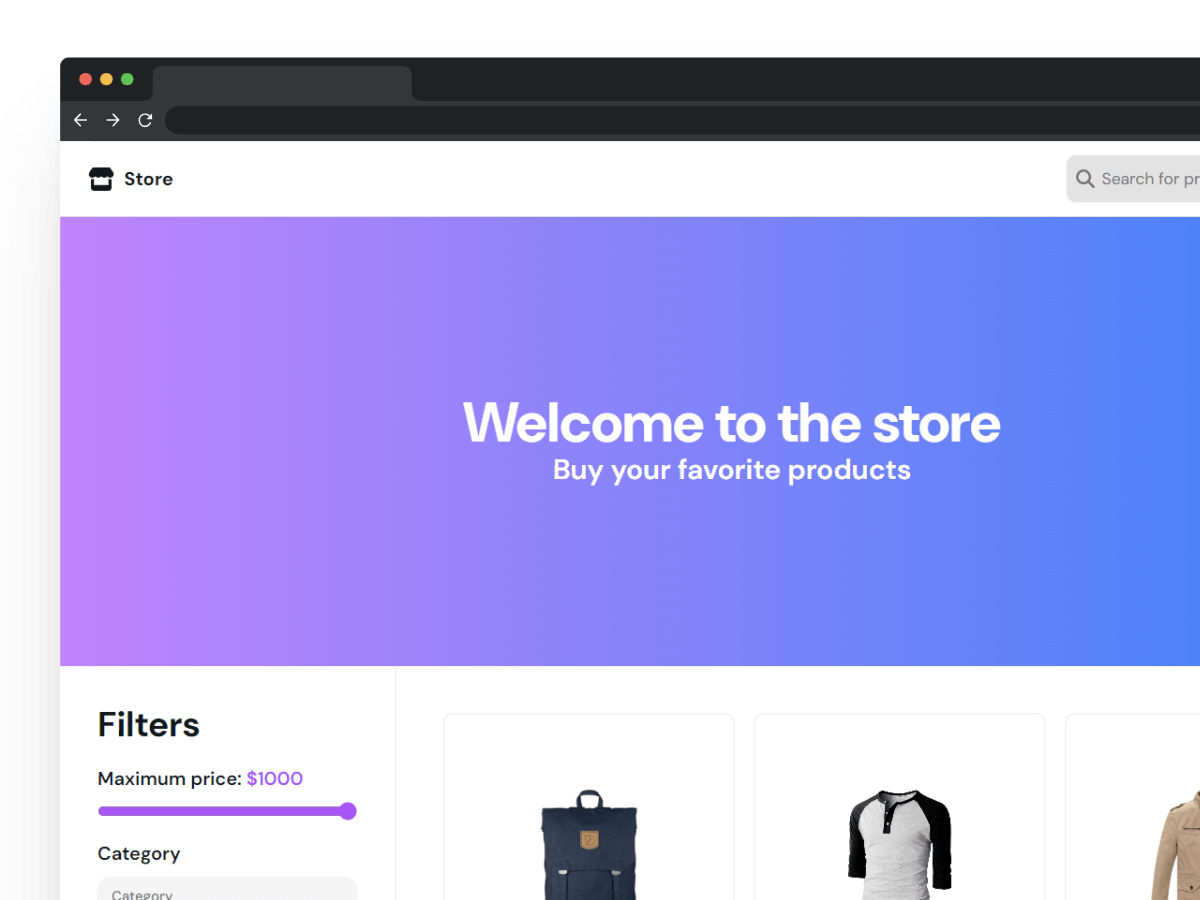 Store
Search for pr
Welcome to the store
Buy your favorite products
Filters
Maximum price: $1000
Category
Category